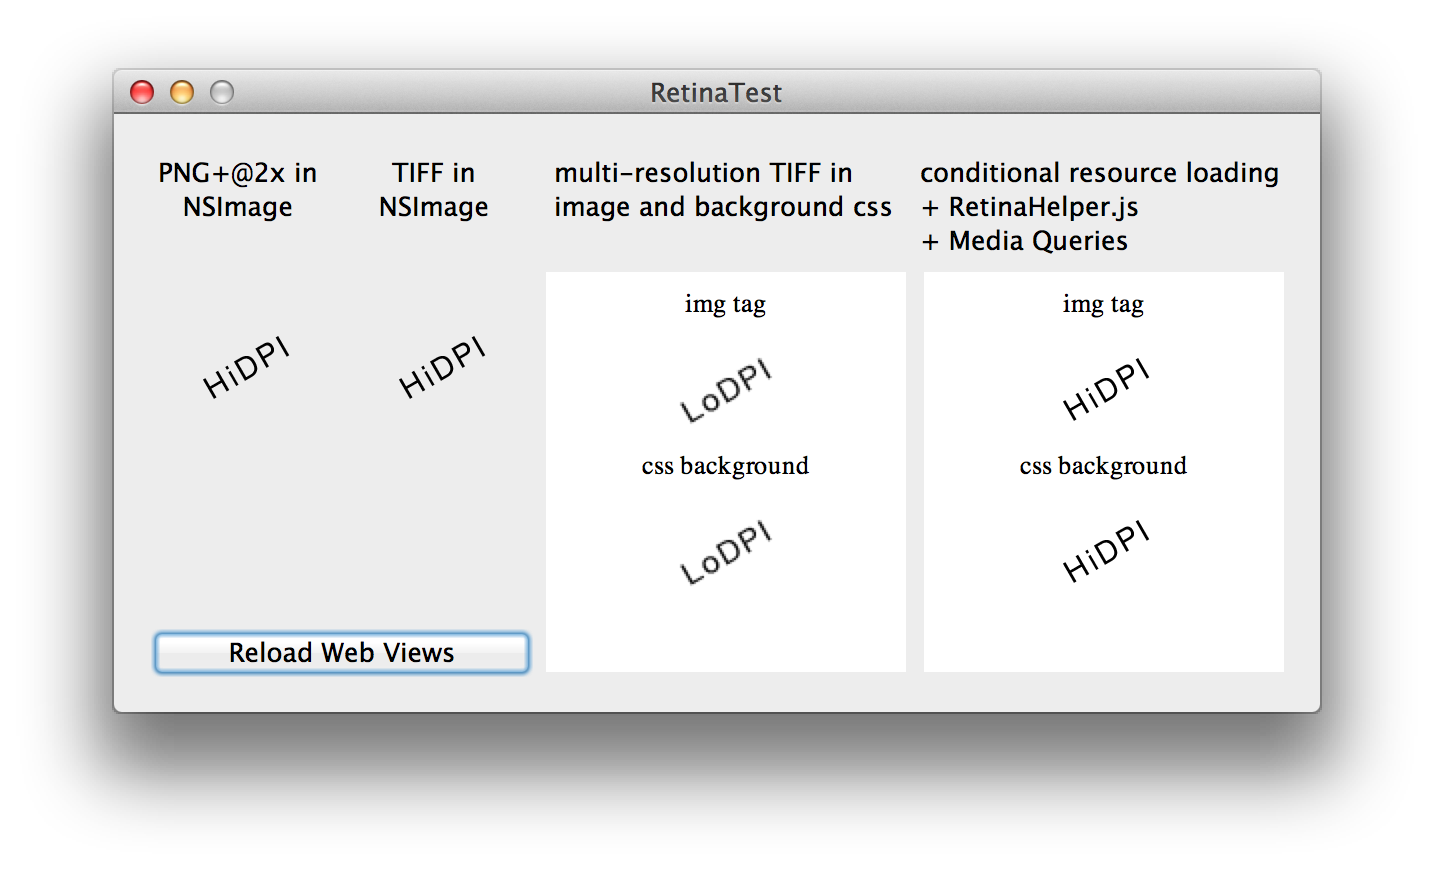 RetinaTest
PNG+@2x in
NSImage
TIFF in
NSImage
multi-resolution TIFF in
image and background css
conditional resource loading
+ RetinaHelper.js
+ Media Queries
HiDPI
HiDPI
img tag
LoDPI
css background
LoDPI
img tag
HiDPI
css background
HiDPI
Reload Web Views